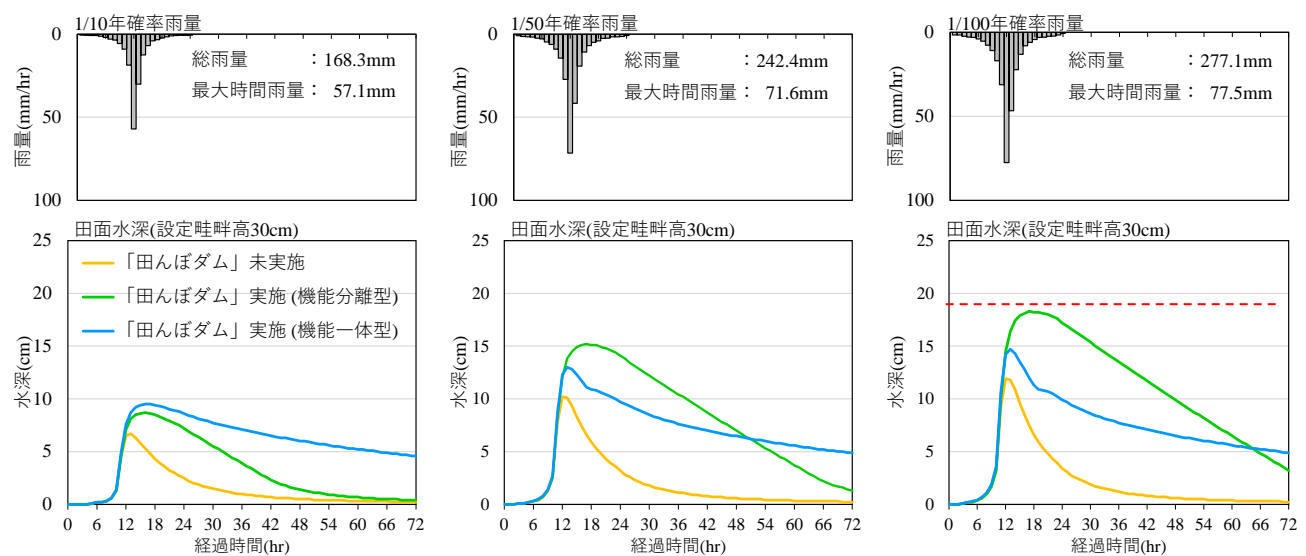 1/10年確率雨量
0
50
100
雨量(mm/hr)
総雨量 ：168.3mm
最大時間雨量： 57.1mm
1/50年確率雨量
0
50
100
雨量(mm/hr)
総雨量 ：242.4mm
最大時間雨量： 71.6mm
1/100年確率雨量
0
50
100
雨量(mm/hr)
総雨量 ：277.1mm
最大時間雨量： 77.5mm
田面水深(設定畦畔高30cm)
25
20
15
10
5
0
水深(cm)
「田んぼダム」未実施
「田んぼダム」実施 (機能分離型)
「田んぼダム」実施 (機能一体型)
0 6 12 18 24 30 36 42 48 54 60 66 72
経過時間(hr)
田面水深(設定畦畔高30cm)
25
20
15
10
5
0
水深(cm)
0 6 12 18 24 30 36 42 48 54 60 66 72
経過時間(hr)
田面水深(設定畦畔高30cm)
25
20
15
10
5
0
水深(cm)
0 6 12 18 24 30 36 42 48 54 60 66 72
経過時間(hr)